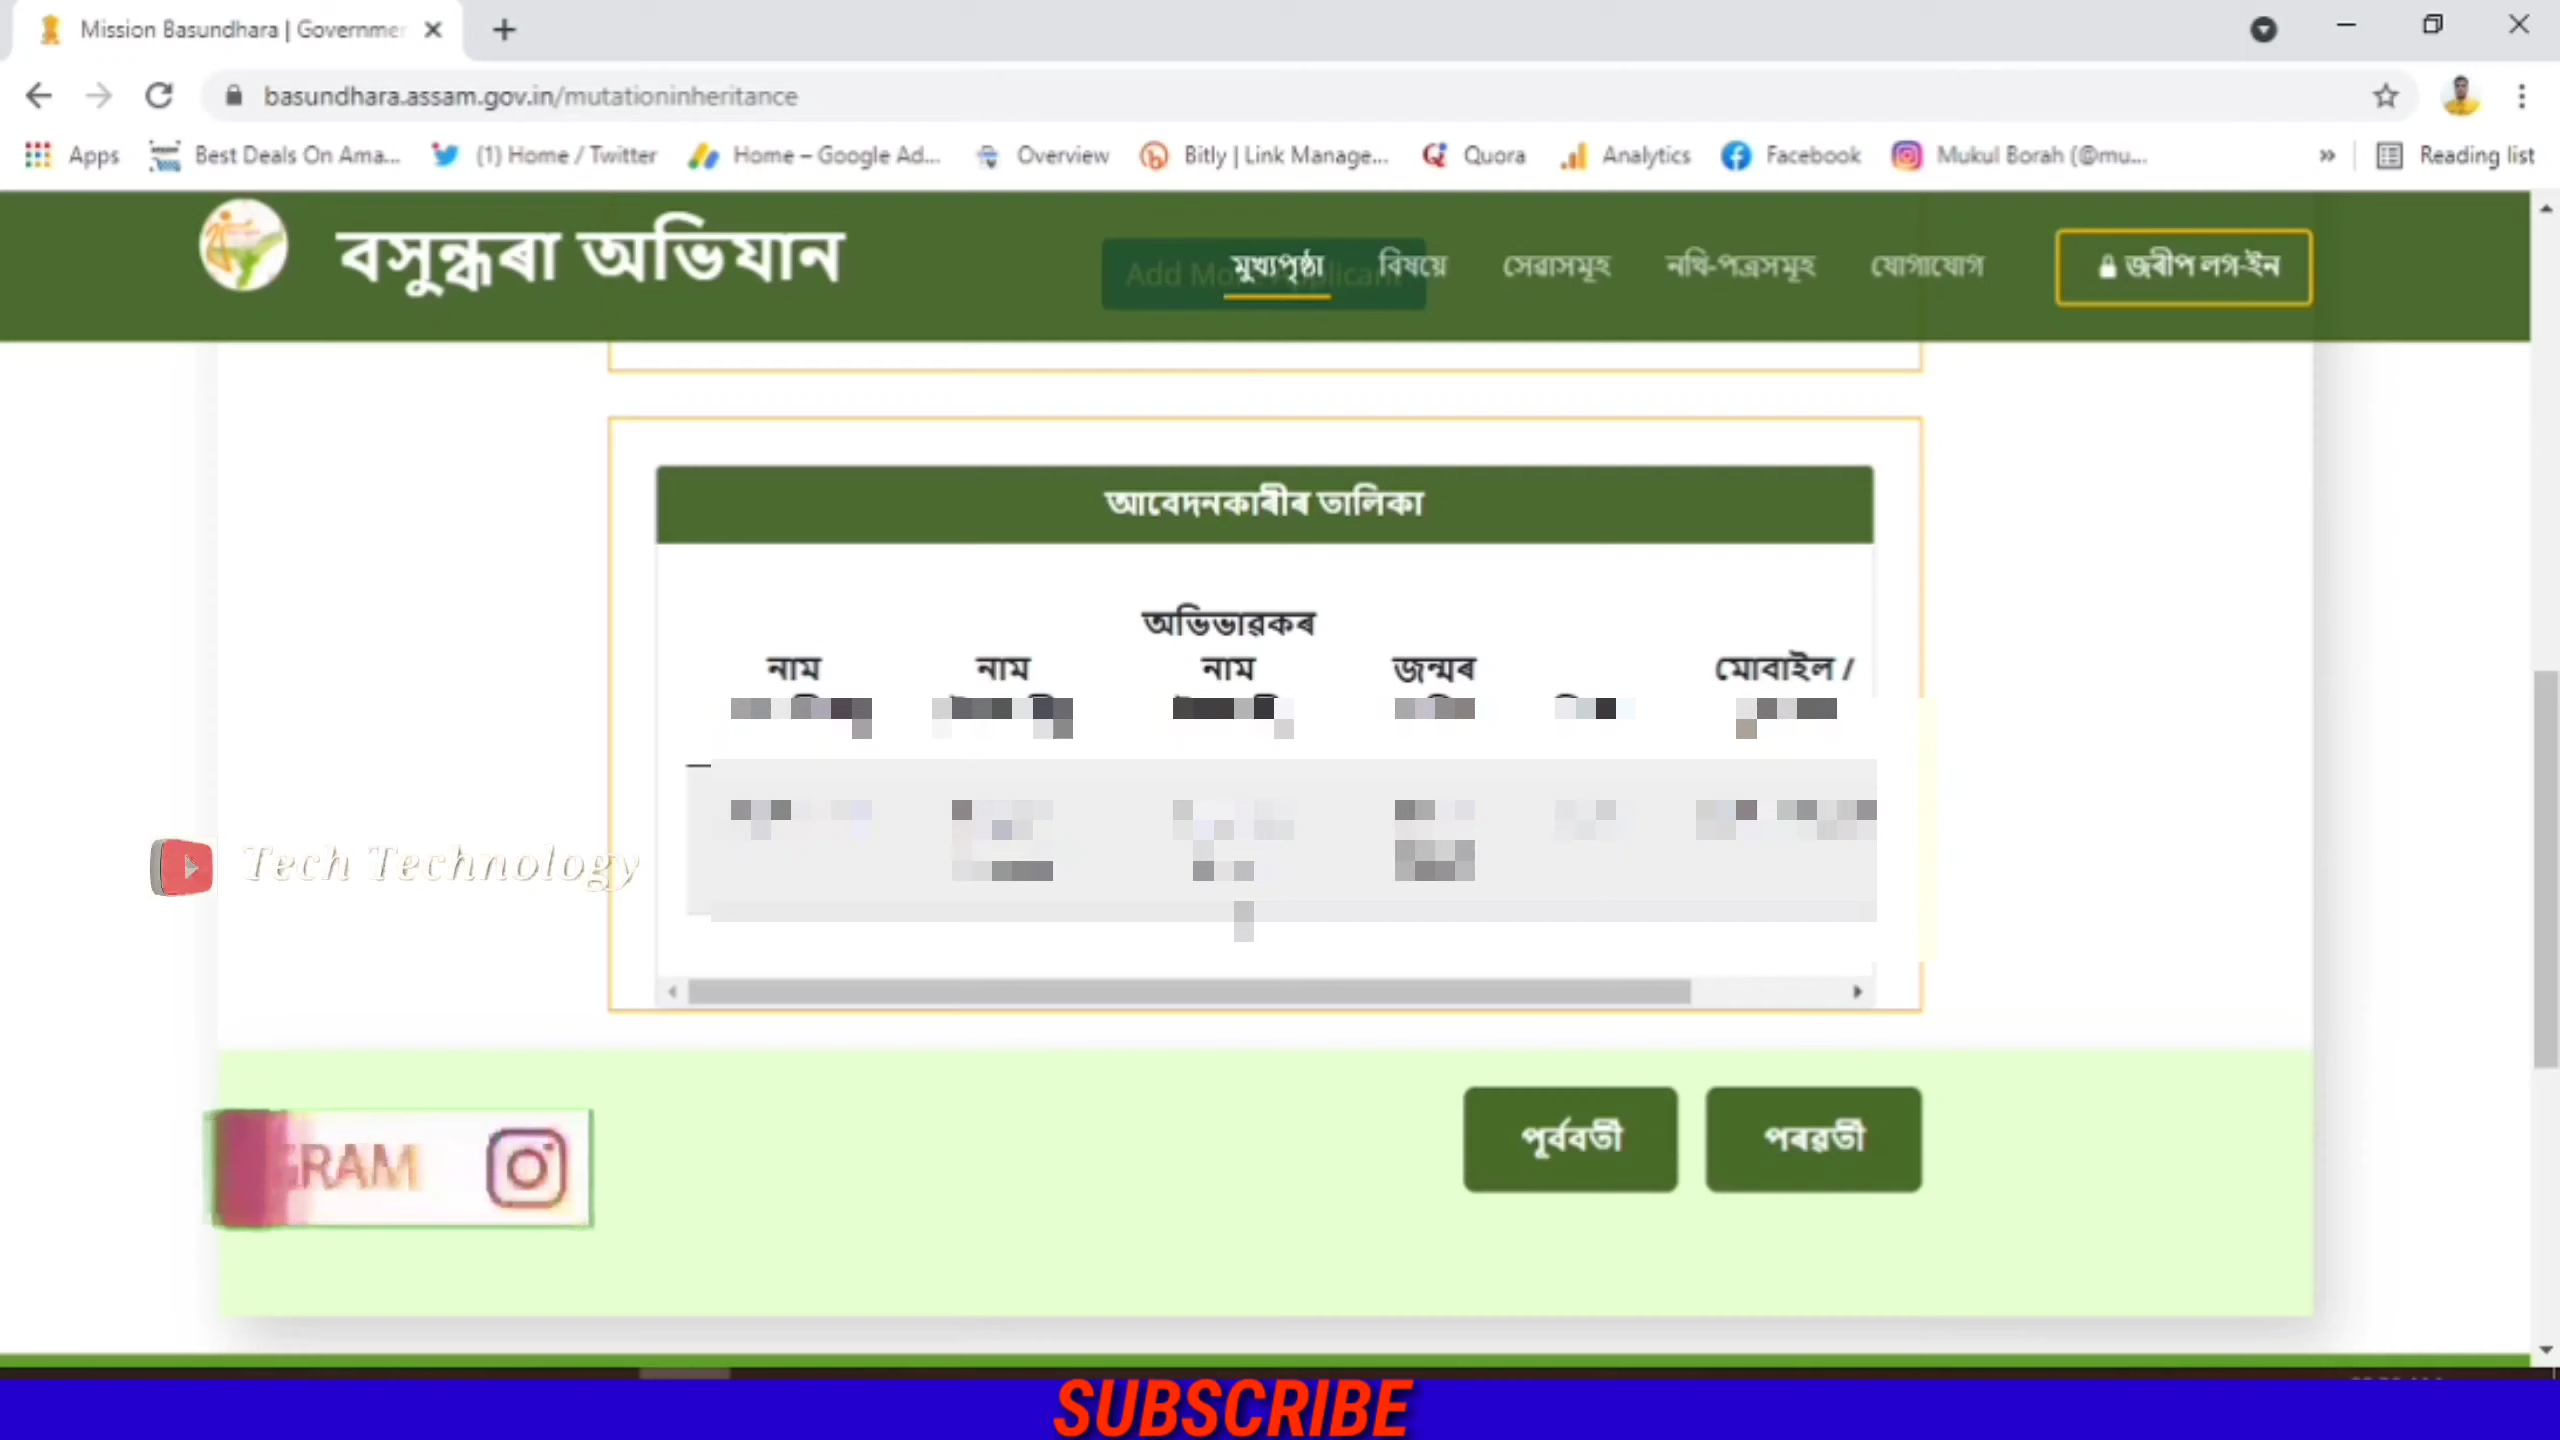 Mission Basundhara | Governme
basundhara.assam.gov.in/mutationinheritance
Apps Best Deals On Ama... (1) Home / Twitter Home – Google Ad... Overview Bitly | Link Manage... Quora Analytics Facebook Mukul Borah (@mu... » Reading list
বসুন্ধৰা অভিযান
মুখ্যপৃষ্ঠা বিষয়ে সেৱাসমূহ নথি-পত্ৰসমূহ যোগাযোগ জৰীপ লগ-ইন
আবেদনকাৰীৰ তালিকা
অভিভাৱকৰ
নাম নাম নাম জন্মৰ মোবাইল /
Tech Technology
GRAM
পূৰ্ববৰ্তী পৰৱৰ্তী
SUBSCRIBE